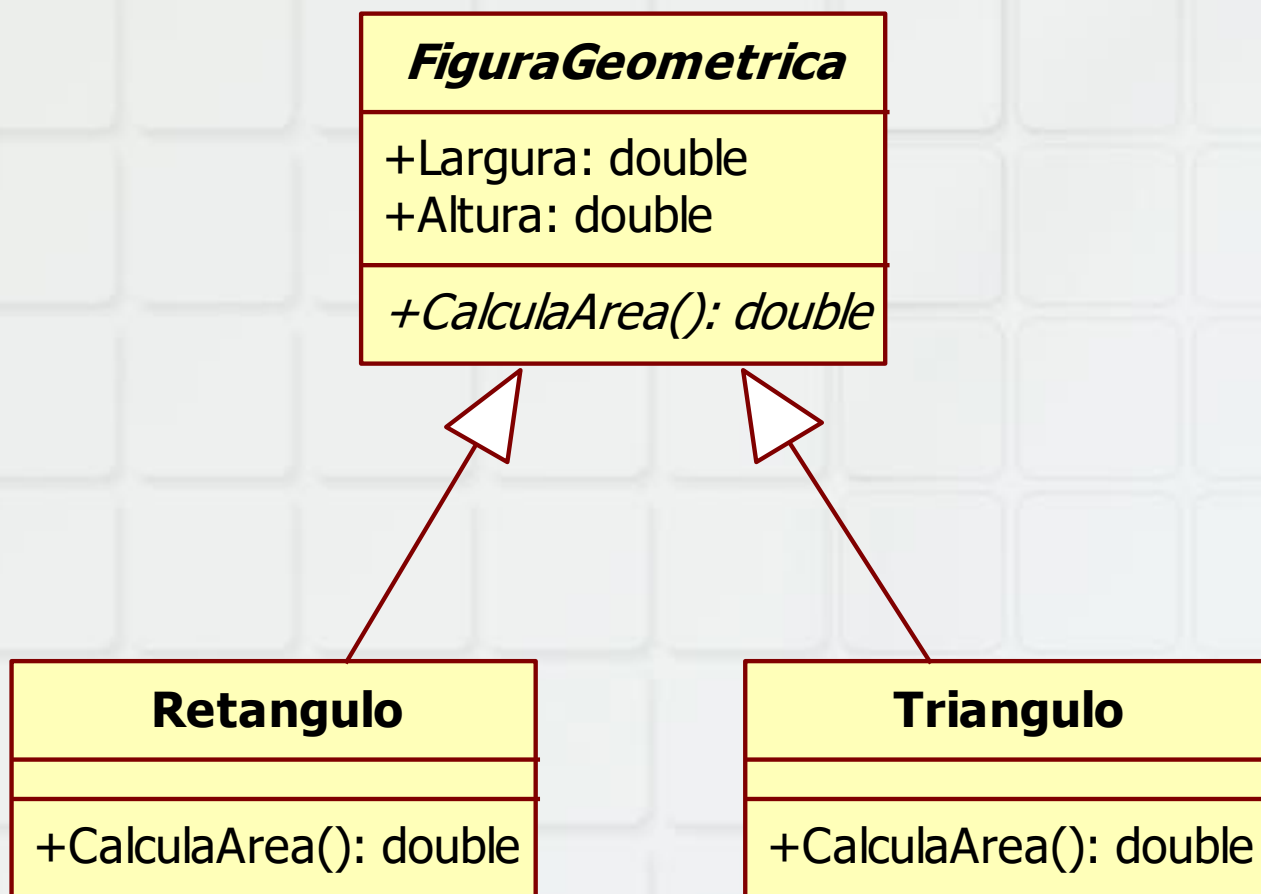 FiguraGeometrica
+Largura: double
+Altura: double
+CalculaArea(): double
Retangulo
+CalculaArea(): double
Triangulo
+CalculaArea(): double